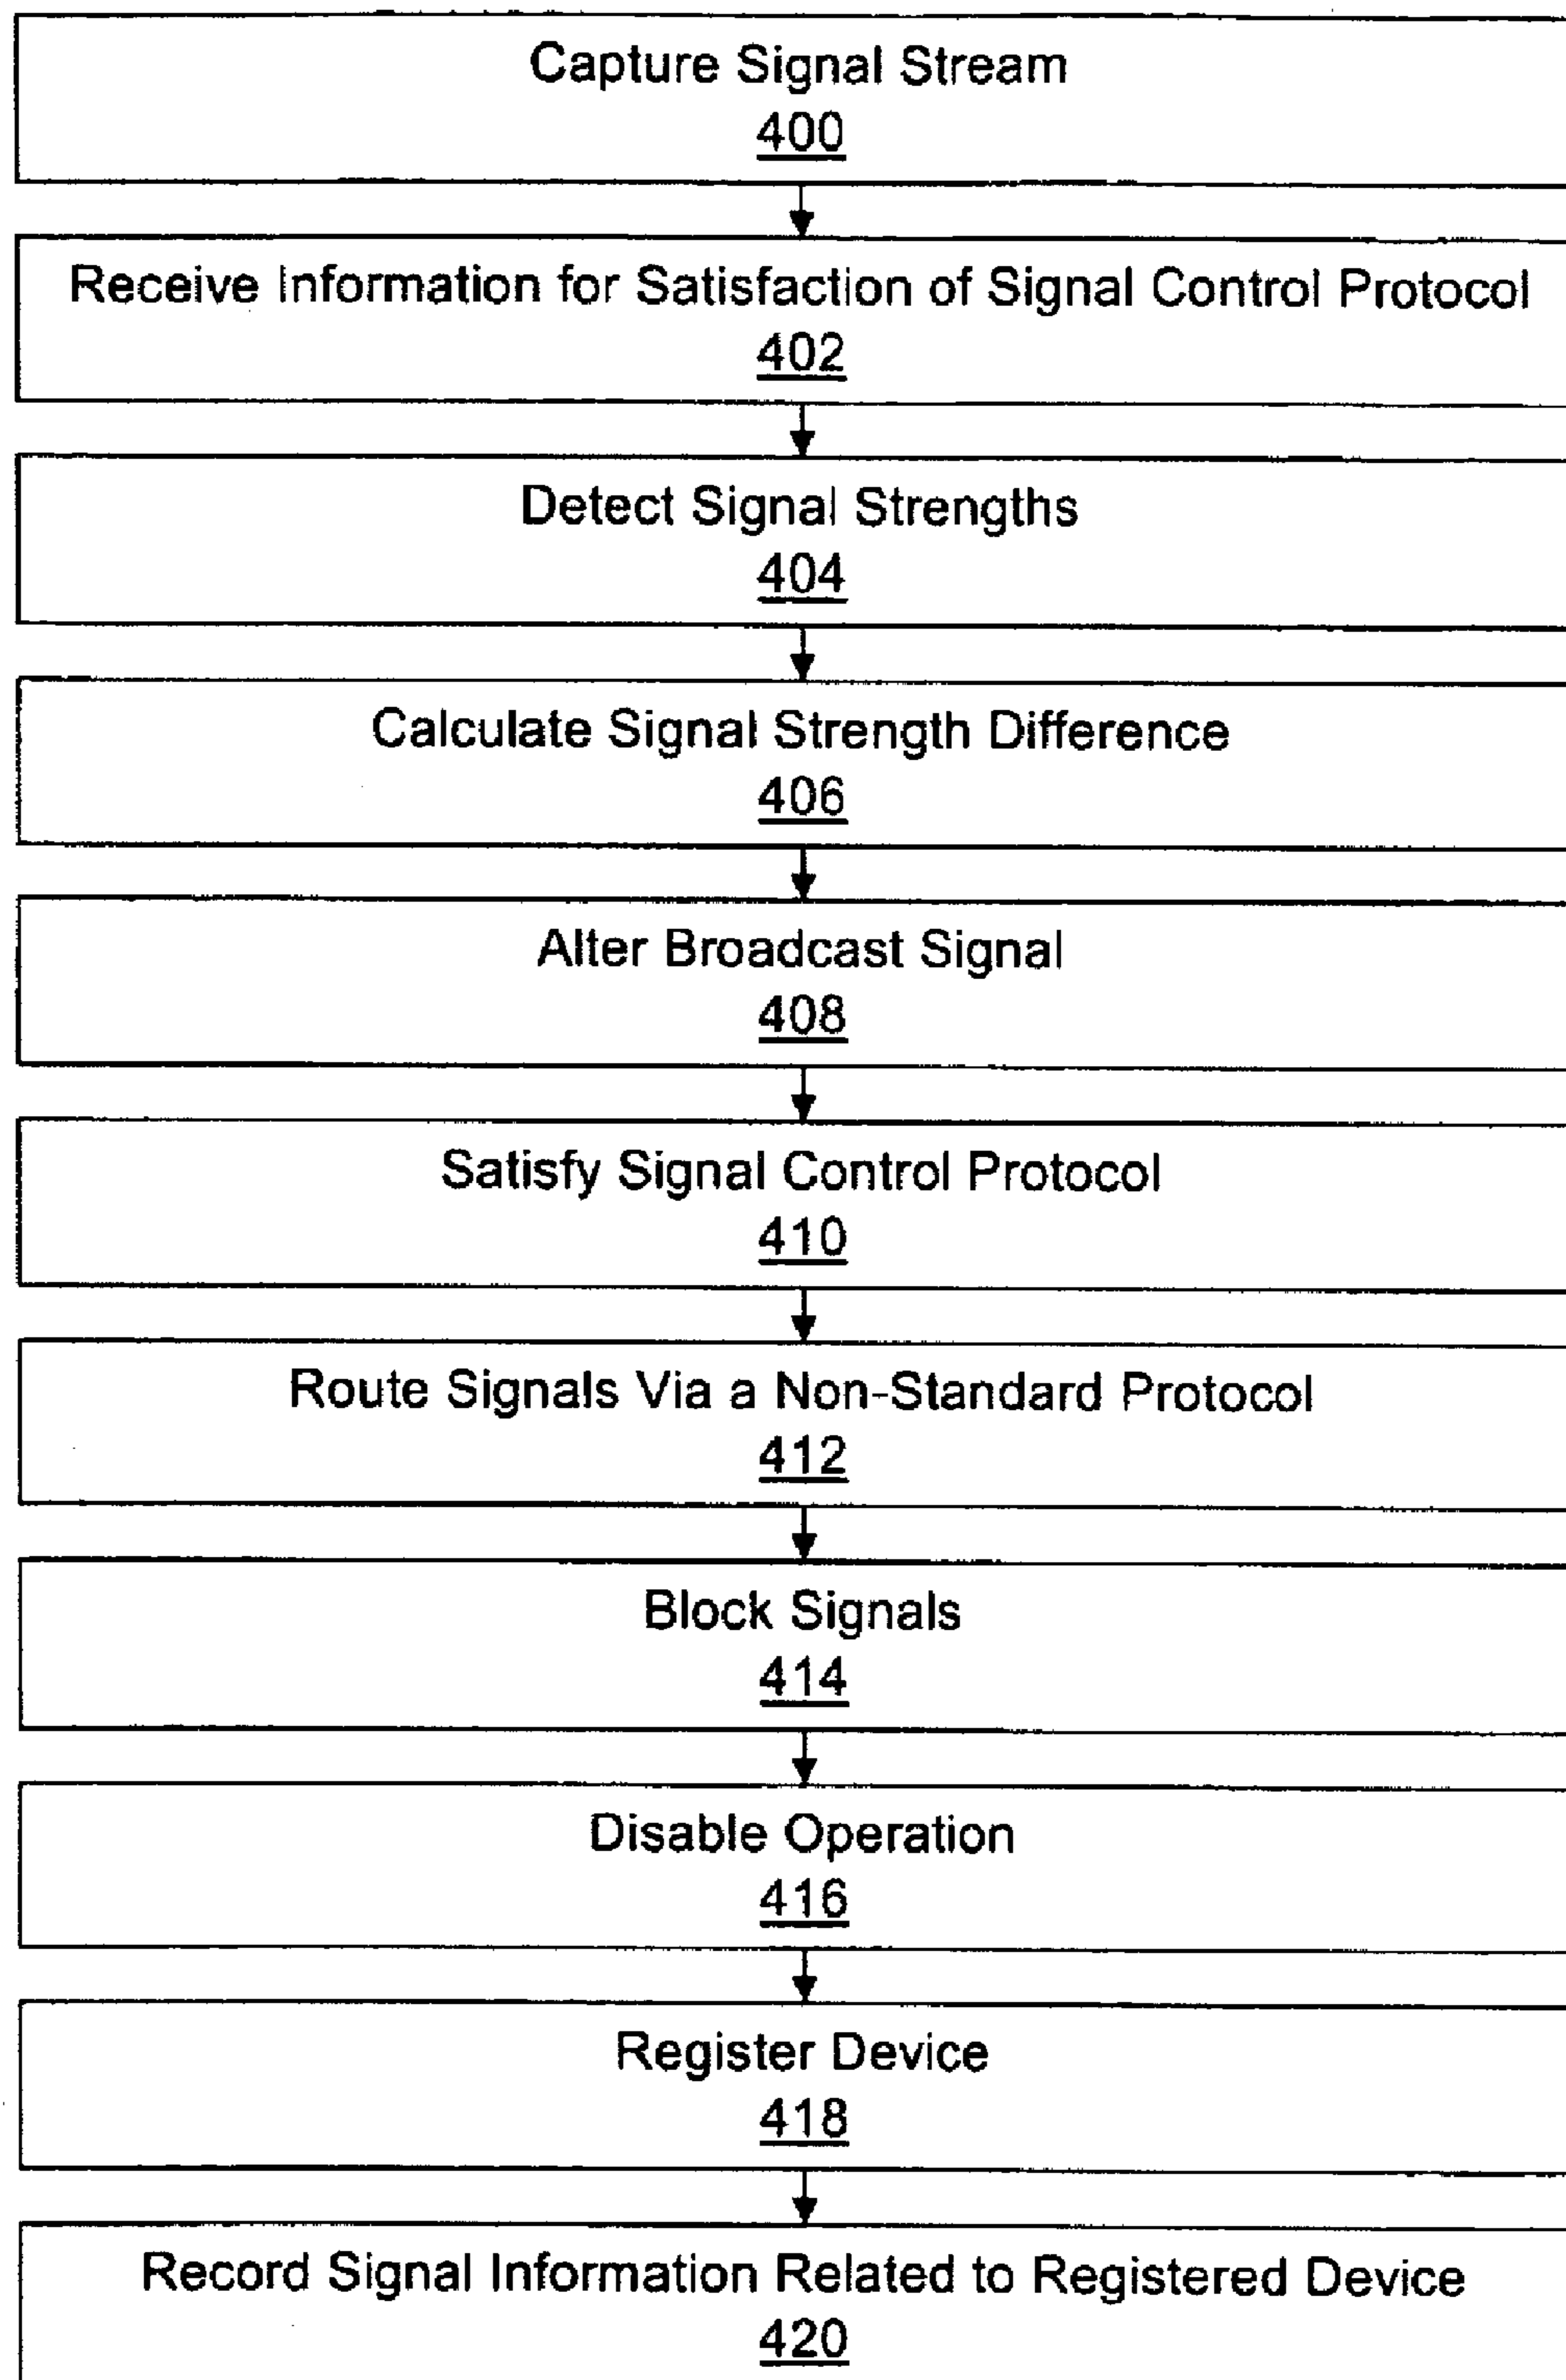 Capture Signal Stream
400
Receive Information for Satisfaction of Signal Control Protocol
402
Detect Signal Strengths
404
Calculate Signal Strength Difference
406
Alter Broadcast Signal
408
Satisfy Signal Control Protocol
410
Route Signals Via a Non-Standard Protocol
412
Block Signals
414
Disable Operation
416
Register Device
418
Record Signal Information Related to Registered Device
420